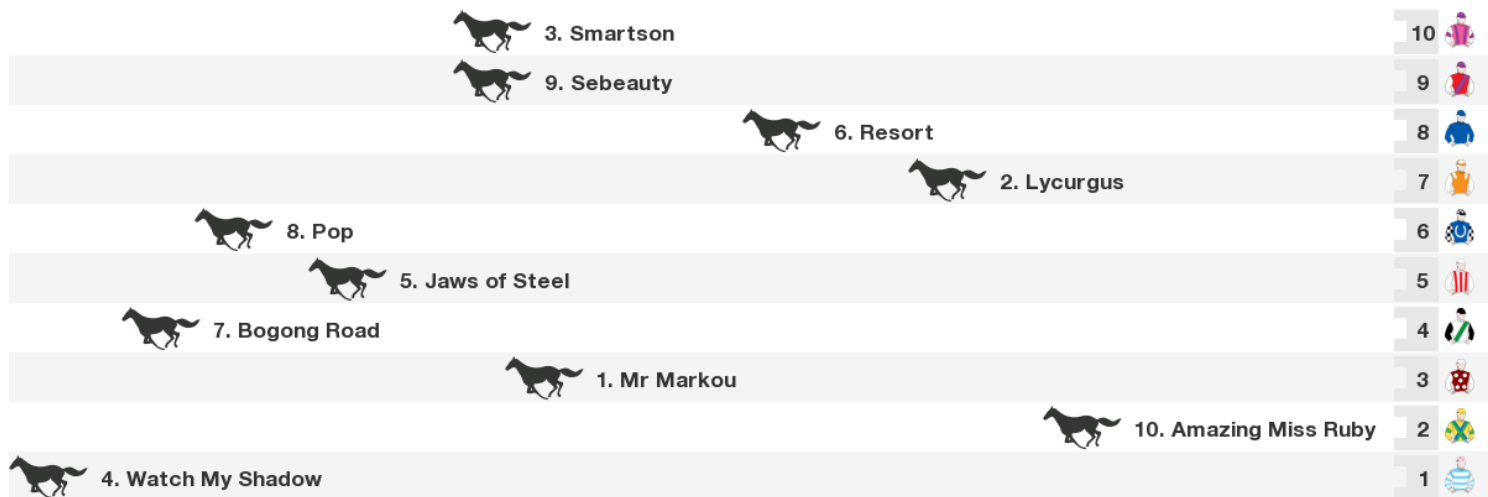 3. Smartson 10
9. Sebeauty 9
6. Resort 8
2. Lycurgus 7
8. Pop 6
5. Jaws of Steel 5
7. Bogong Road 4
1. Mr Markou 3
10. Amazing Miss Ruby 2
4. Watch My Shadow 1